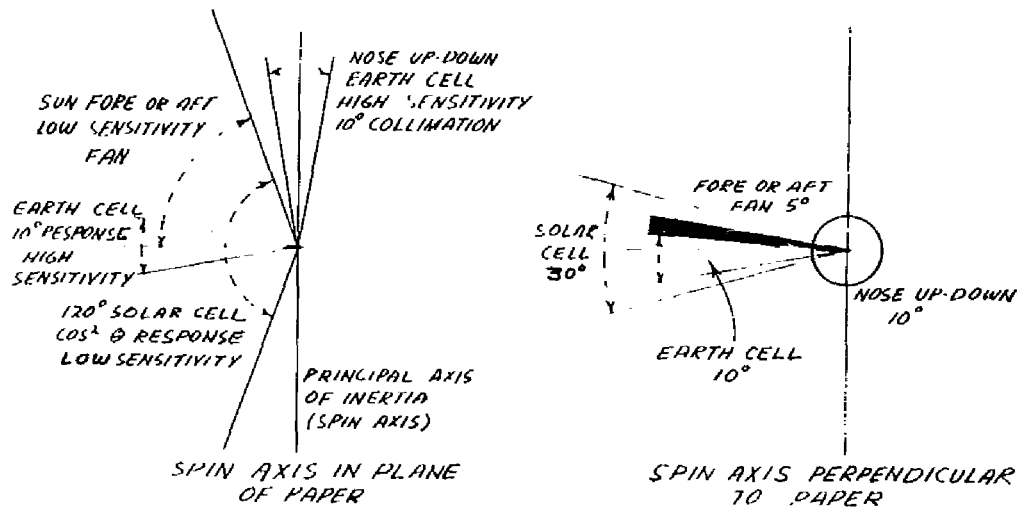 NOSE UP-DOWN
EARTH CELL
HIGH SENSITIVITY
10° COLLIMATION
SUN FORE OR AFT
LOW SENSITIVITY
FAN
EARTH CELL
10° RESPONSE
HIGH
SENSITIVITY
120° SOLAR CELL
COS² θ RESPONSE
LOW SENSITIVITY
PRINCIPAL AXIS
OF INERTIA
(SPIN AXIS)
SPIN AXIS IN PLANE
OF PAPER
FORE OR AFT
FAN 5°
SOLAR
CELL
30°
NOSE UP-DOWN
10°
EARTH CELL
10°
SPIN AXIS PERPENDICULAR
TO PAPER